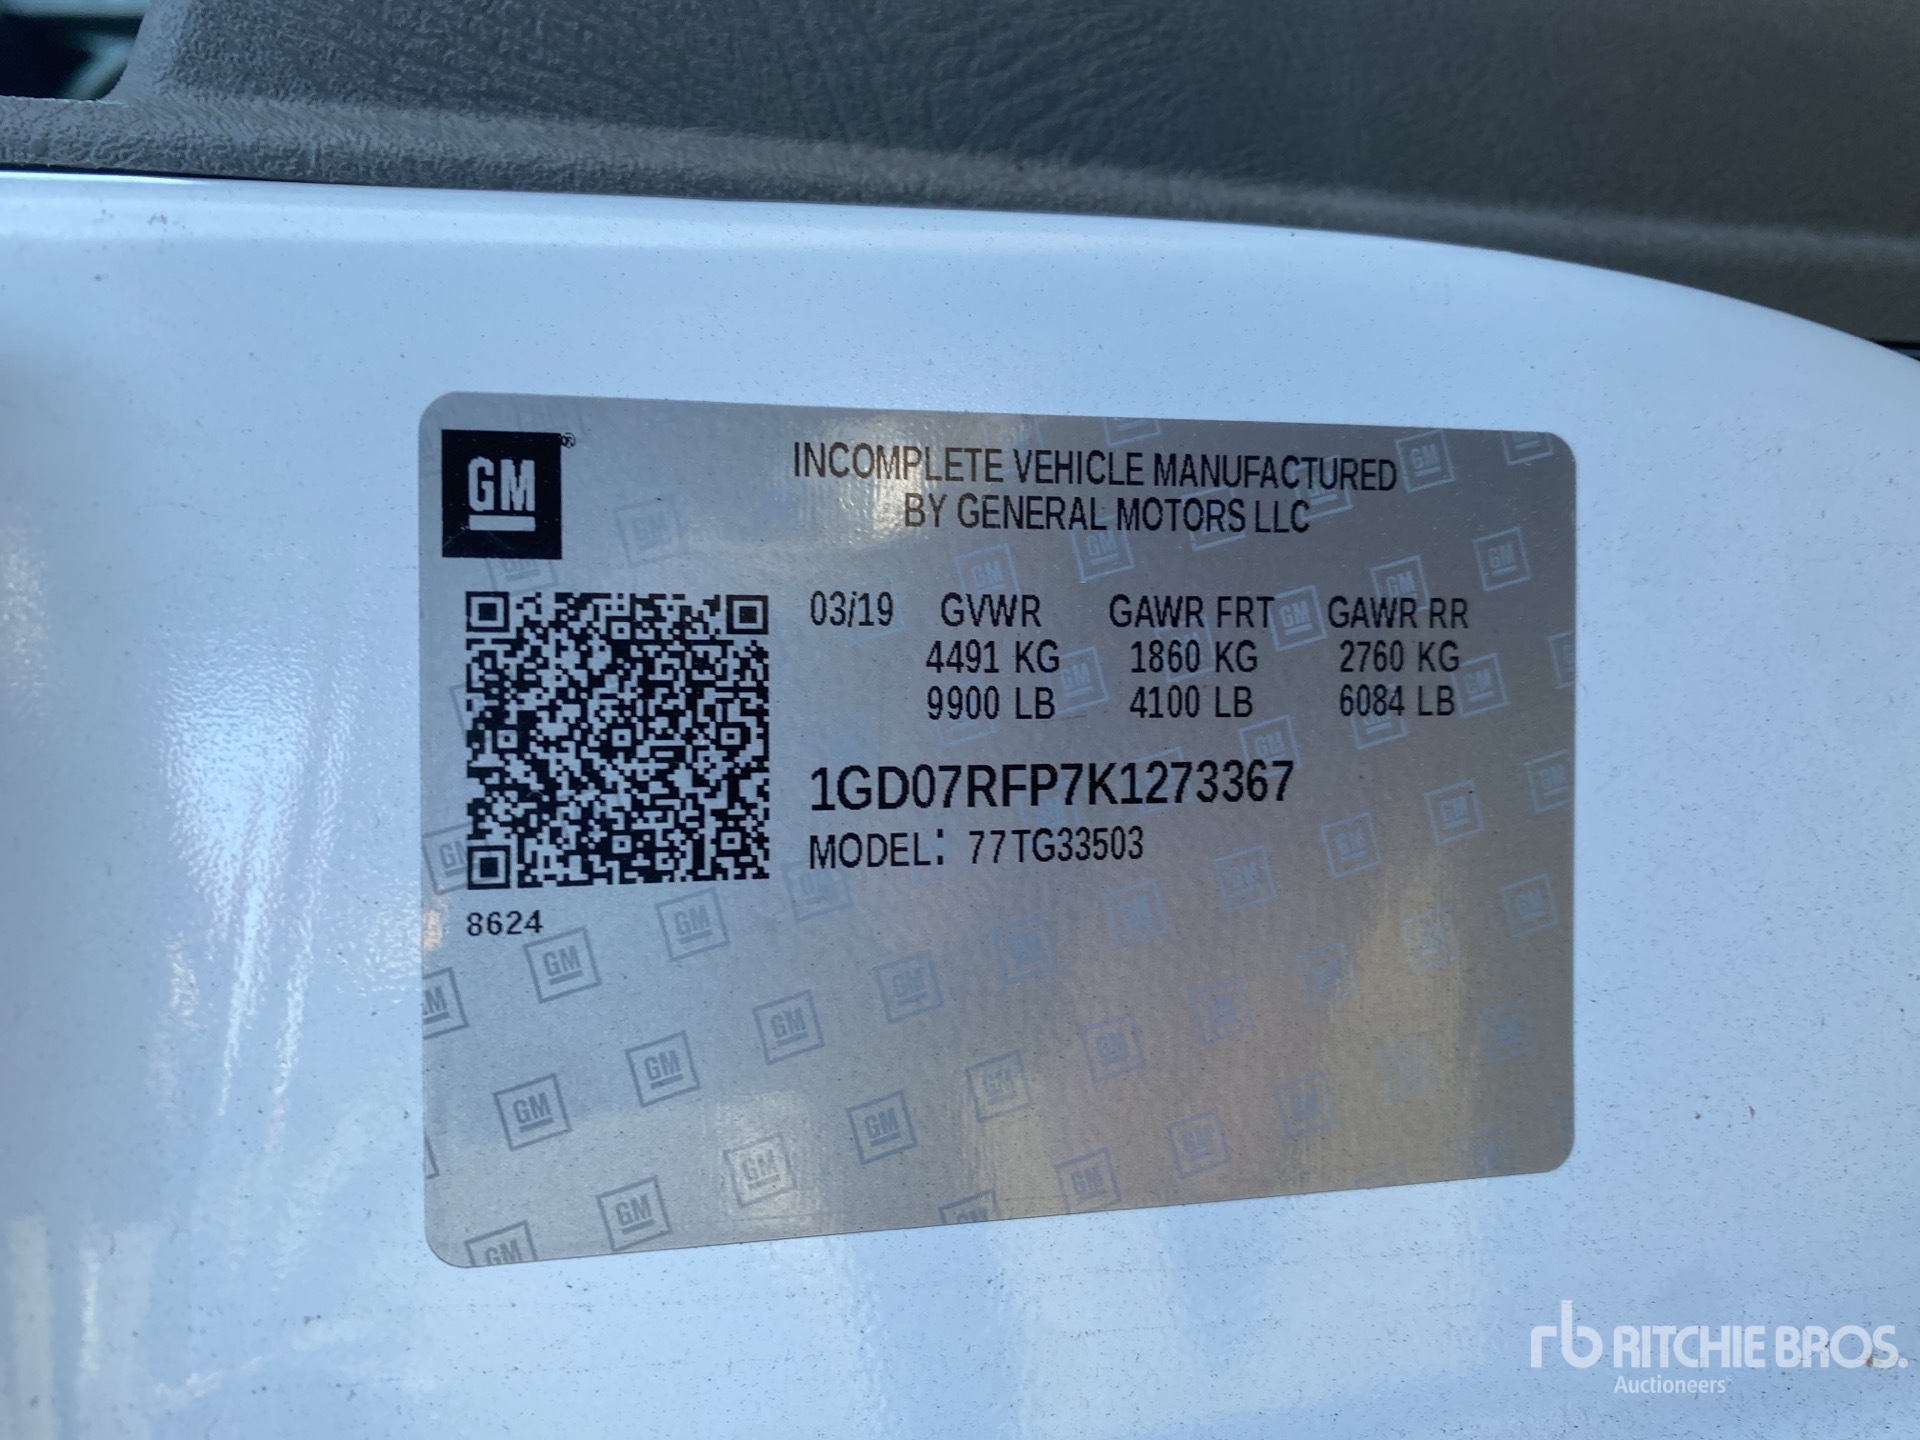 GM®
INCOMPLETE VEHICLE MANUFACTURED
BY GENERAL MOTORS LLC
03/19 GVWR GAWR FRT GAWR RR
4491 KG 1860 KG 2760 KG
9900 LB 4100 LB 6084 LB
1GD07RFP7K1273367
MODEL: 77TG33503
8624
rb RITCHIE BROS.
Auctioneers